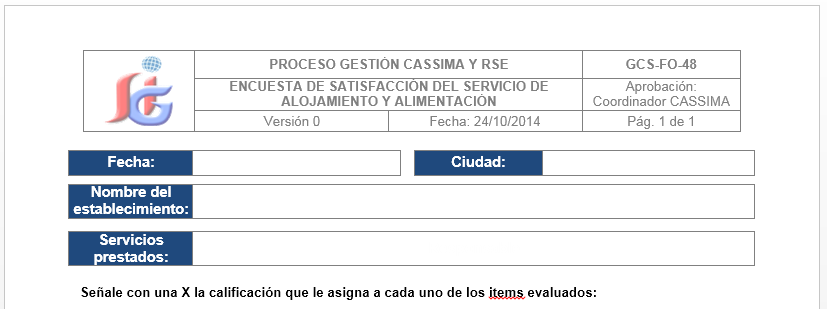 PROCESO GESTIÓN CASSIMA Y RSE
GCS-FO-48
ENCUESTA DE SATISFACCIÓN DEL SERVICIO DE
ALOJAMIENTO Y ALIMENTACIÓN
Aprobación:
Coordinador CASSIMA
Versión 0
Fecha: 24/10/2014
Pág. 1 de 1
Fecha:
Ciudad:
Nombre del
establecimiento:
Servicios
prestados:
Señale con una X la calificación que le asigna a cada uno de los items evaluados: